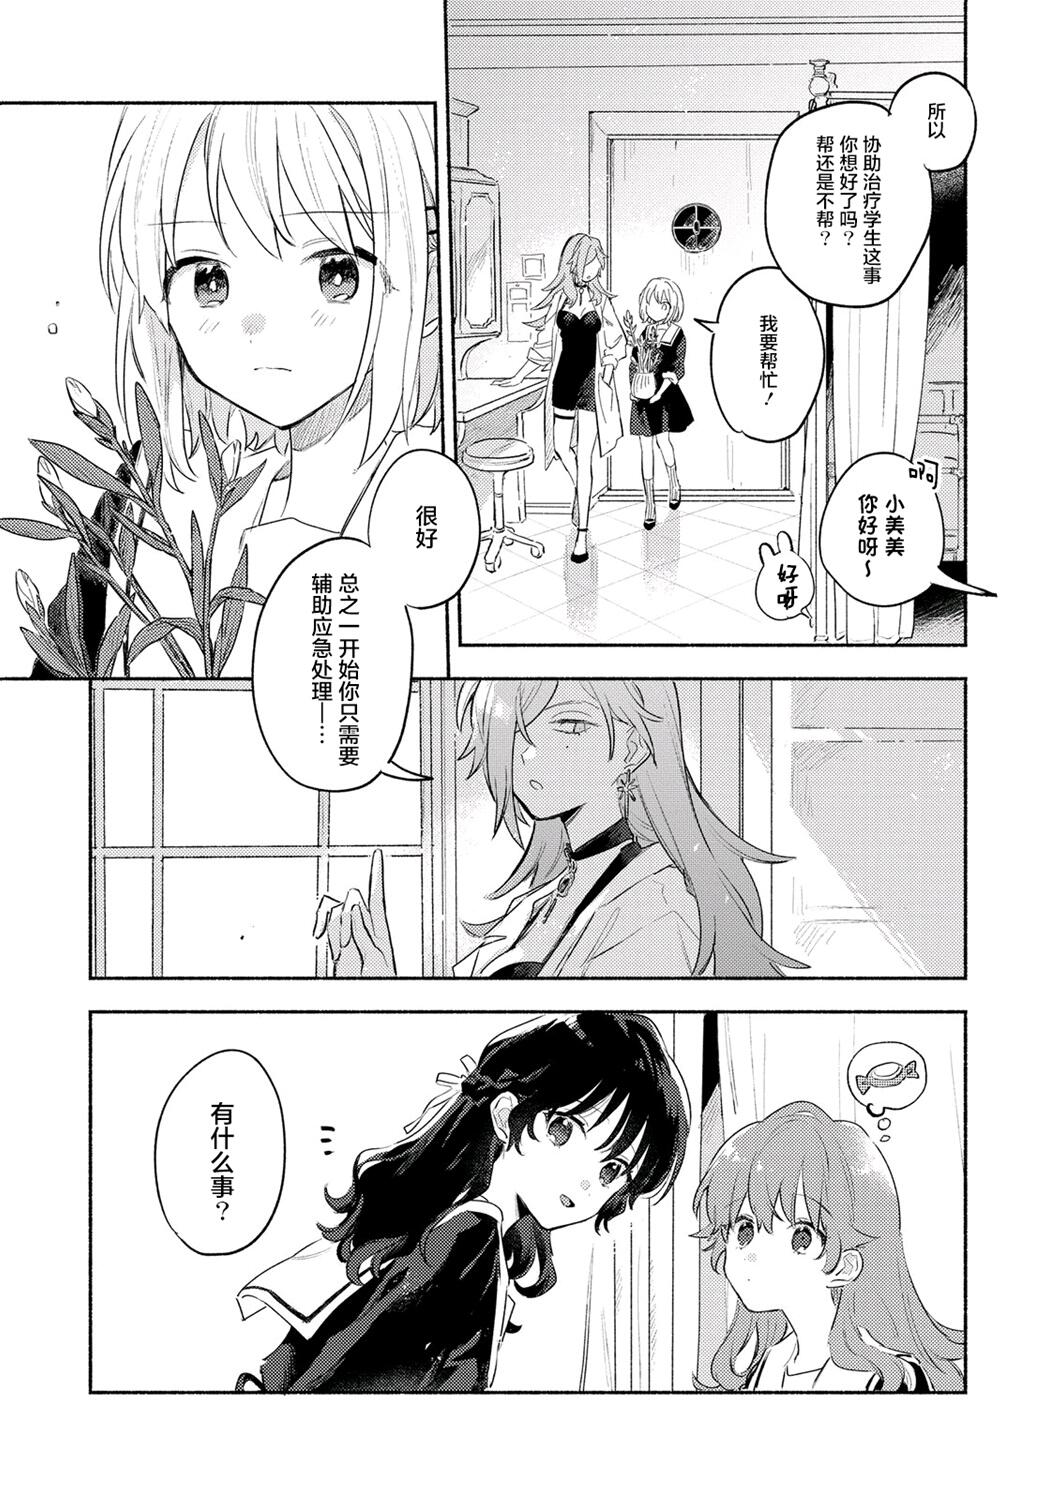 所以
协助治疗学生这事
你想好了吗？
帮还是不帮？
我要帮忙！
啊
小美美
你好呀～
好呀
很好
总之一开始你只需要
辅助应急处理——……
有什么事？